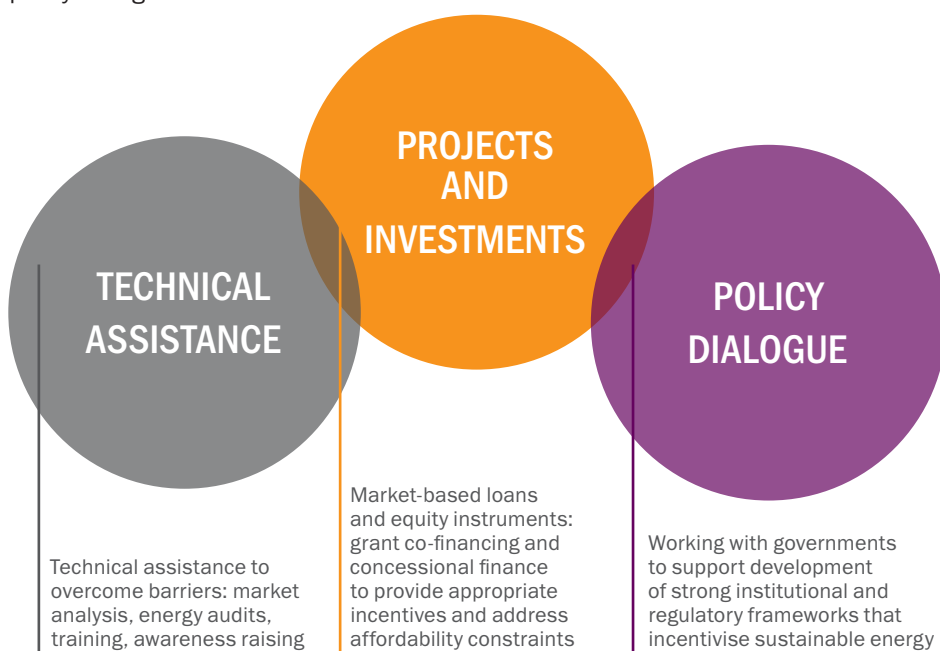 PROJECTS
AND
INVESTMENTS
TECHNICAL
ASSISTANCE
POLICY
DIALOGUE
Technical assistance to
overcome barriers: market
analysis, energy audits,
training, awareness raising
Market-based loans
and equity instruments:
grant co-financing and
concessional finance
to provide appropriate
incentives and address
affordability constraints
Working with governments
to support development
of strong institutional and
regulatory frameworks that
incentivise sustainable energy